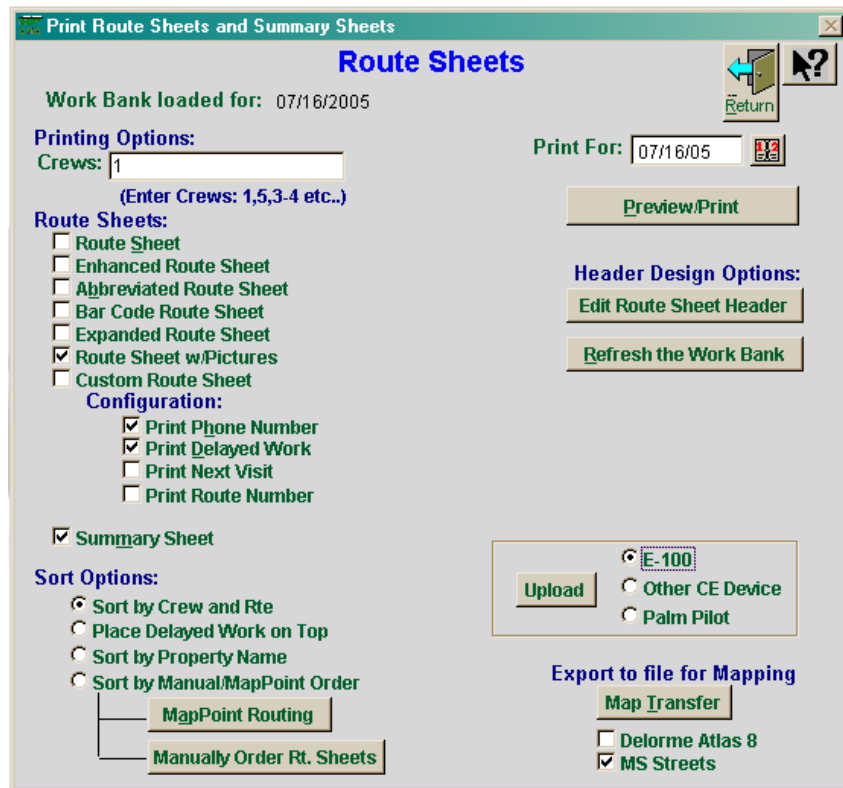 Print Route Sheets and Summary Sheets
Route Sheets
Return
Work Bank loaded for: 07/16/2005
Printing Options:
Crews: 1
(Enter Crews: 1,5,3-4 etc..)
Print For: 07/16/05
Preview/Print
Route Sheets:
Route Sheet
Enhanced Route Sheet
Abbreviated Route Sheet
Bar Code Route Sheet
Expanded Route Sheet
Route Sheet w/Pictures
Custom Route Sheet
Header Design Options:
Edit Route Sheet Header
Refresh the Work Bank
Configuration:
Print Phone Number
Print Delayed Work
Print Next Visit
Print Route Number
Summary Sheet
Upload
E-100
Other CE Device
Palm Pilot
Sort Options:
Sort by Crew and Rte
Place Delayed Work on Top
Sort by Property Name
Sort by Manual/MapPoint Order
MapPoint Routing
Manually Order Rt. Sheets
Export to file for Mapping
Map Transfer
Delorme Atlas 8
MS Streets